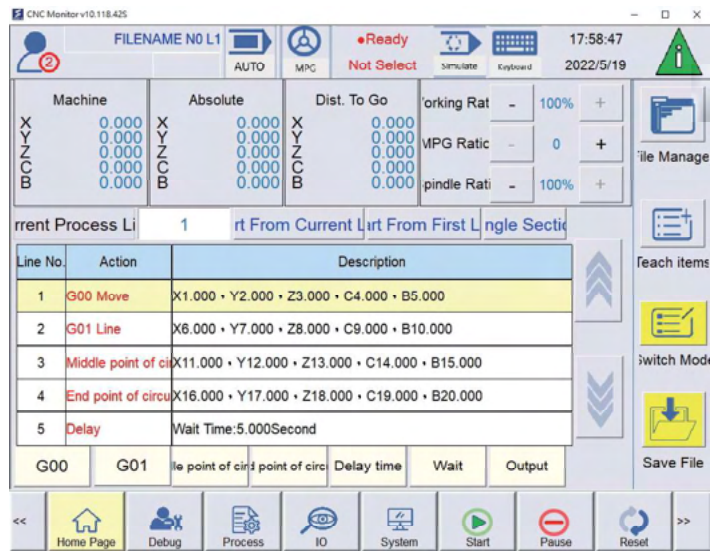 CNC Monitor v10.118.42S
FILENAME N0 L1
2
AUTO
MPG
Ready
Not Select
Simulate
Keyboard
17:58:47
2022/5/19
Machine
X 0.000
Y 0.000
Z 0.000
C 0.000
B 0.000
Absolute
X 0.000
Y 0.000
Z 0.000
C 0.000
B 0.000
Dist. To Go
X 0.000
Y 0.000
Z 0.000
C 0.000
B 0.000
orking Rat - 100% +
MPG Ratic - 0 +
pindle Rati - 100% +
ile Manage
rrent Process Li 1 rt From Current L art From First L ngle Sectio
Teach items
Line No. Action Description
1 G00 Move X1.000,Y2.000,Z3.000,C4.000,B5.000
2 G01 Line X6.000,Y7.000,Z8.000,C9.000,B10.000
3 Middle point of cir X11.000,Y12.000,Z13.000,C14.000,B15.000
4 End point of circu X16.000,Y17.000,Z18.000,C19.000,B20.000
5 Delay Wait Time:5.000Second
Switch Mode
G00 G01 le point of cir d point of circ Delay time Wait Output
Save File
<< Home Page Debug Process IO System Start Pause Reset >>